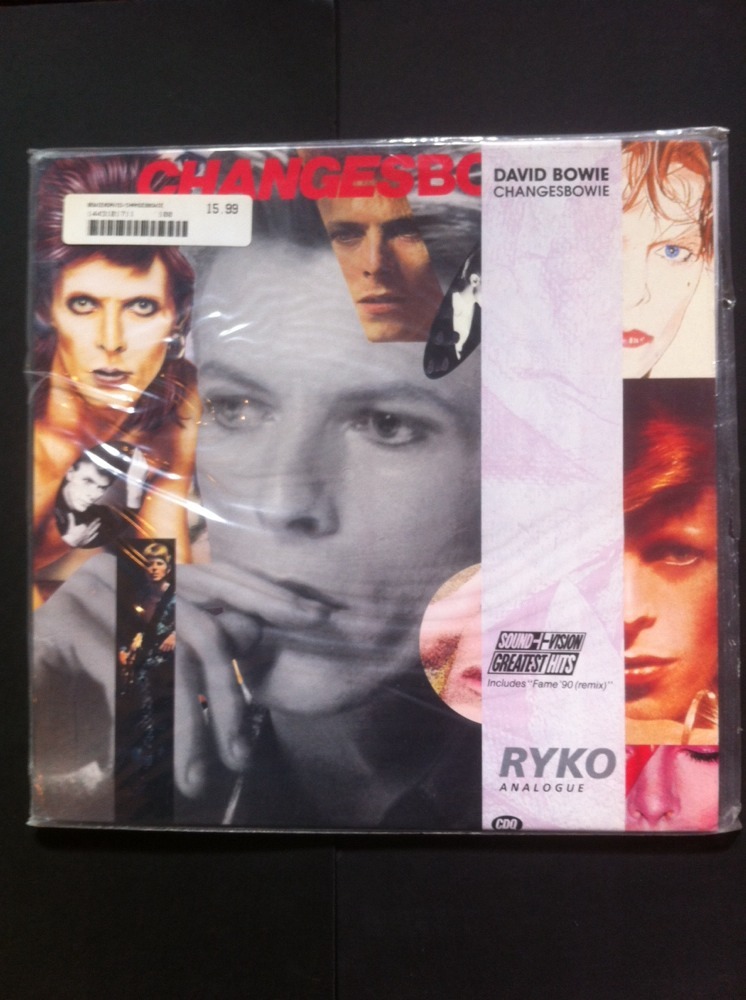 CHANGESBO
15.99
DAVID BOWIE
CHANGESBOWIE
SOUND+VISION
GREATEST HITS
Includes "Fame '90 (remix)"
RYKO
ANALOGUE
CDQ